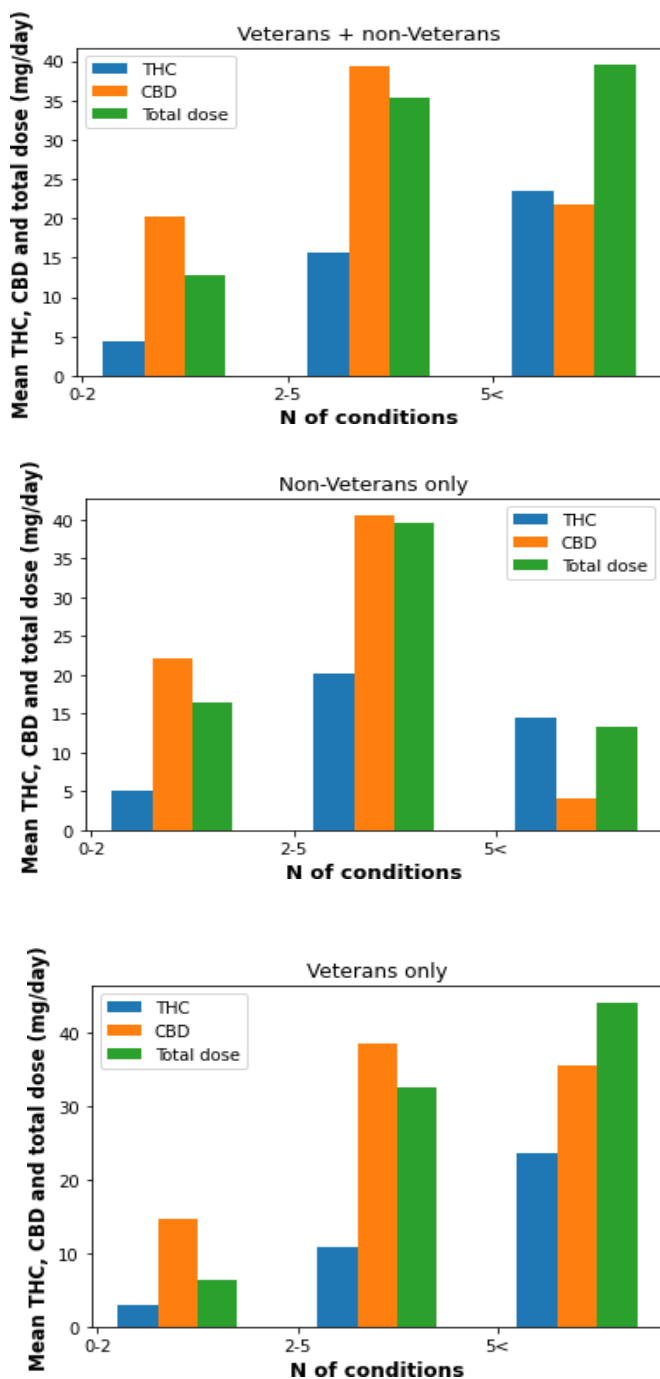 Veterans + non-Veterans
Mean THC, CBD and total dose (mg/day)
THC
CBD
Total dose
40
35
30
25
20
15
10
5
0
0-2 2-5 5<
N of conditions
Non-Veterans only
Mean THC, CBD and total dose (mg/day)
THC
CBD
Total dose
40
35
30
25
20
15
10
5
0
0-2 2-5 5<
N of conditions
Veterans only
Mean THC, CBD and total dose (mg/day)
THC
CBD
Total dose
40
30
20
10
0
0-2 2-5 5<
N of conditions